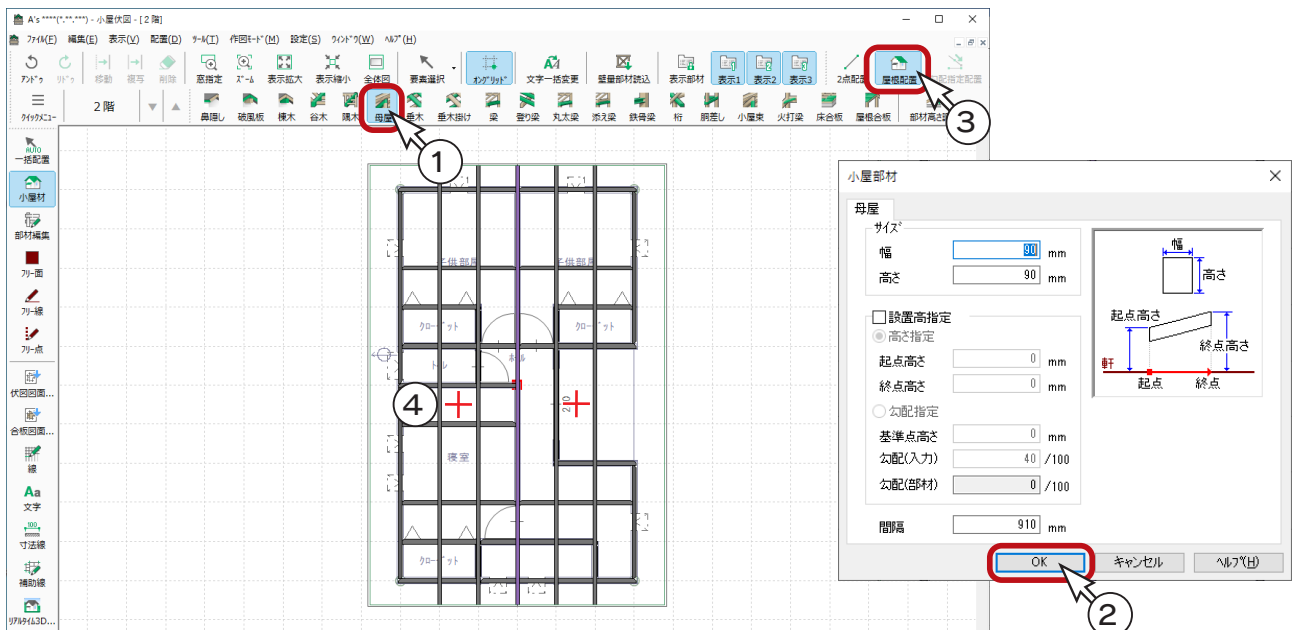 A's ****(*.**.***) - 小屋伏図 - [2 階]
ﾌｧｲﾙ(F) 編集(E) 表示(V) 配置(D) ﾂｰﾙ(T) 作図ﾓｰﾄﾞ(M) 設定(S) ｳｨﾝﾄﾞｳ(W) ﾍﾙﾌﾟ(H)
ｱﾝﾄﾞｩ ﾘﾄﾞｩ 移動 複写 削除 窓指定 ｽﾞｰﾑ 表示拡大 表示縮小 全体図 要素選択 ｵﾝｸﾞﾘｯﾄﾞ 文字一括変更 壁量部材読込 表示部材 表示1 表示2 表示3 2点配置 屋根配置 勾配指定配置
ｸｲｯｸﾒﾆｭｰ 2 階 鼻隠し 破風板 棟木 谷木 隅木 母屋 垂木 垂木掛け 梁 登り梁 丸太梁 添え梁 鉄骨梁 桁 胴差し 小屋束 火打梁 床合板 屋根合板
①
③
AUTO
一括配置
小屋材
部材編集
ﾌﾘｰ面
ﾌﾘｰ線
ﾌﾘｰ点
伏図図面...
合板図面...
線
Aa
文字
100
寸法線
補助線
ﾘｱﾙﾀｲﾑ3D...
子供部屋 子供部屋
ｸﾛｰｾﾞｯﾄ ｸﾛｰｾﾞｯﾄ
ﾄｲﾚ ﾎｰﾙ
④
寝室
ｸﾛｰｾﾞｯﾄ
小屋部材
母屋
ｻｲｽﾞ
幅 90 mm
高さ 90 mm
設置高指定
高さ指定
起点高さ 0 mm
終点高さ 0 mm
勾配指定
基準点高さ 0 mm
勾配(入力) 40 /100
勾配(部材) 0 /100
間隔 910 mm
幅
高さ
起点高さ
終点高さ
軒
起点 終点
OK キャンセル ﾍﾙﾌﾟ(H)
②